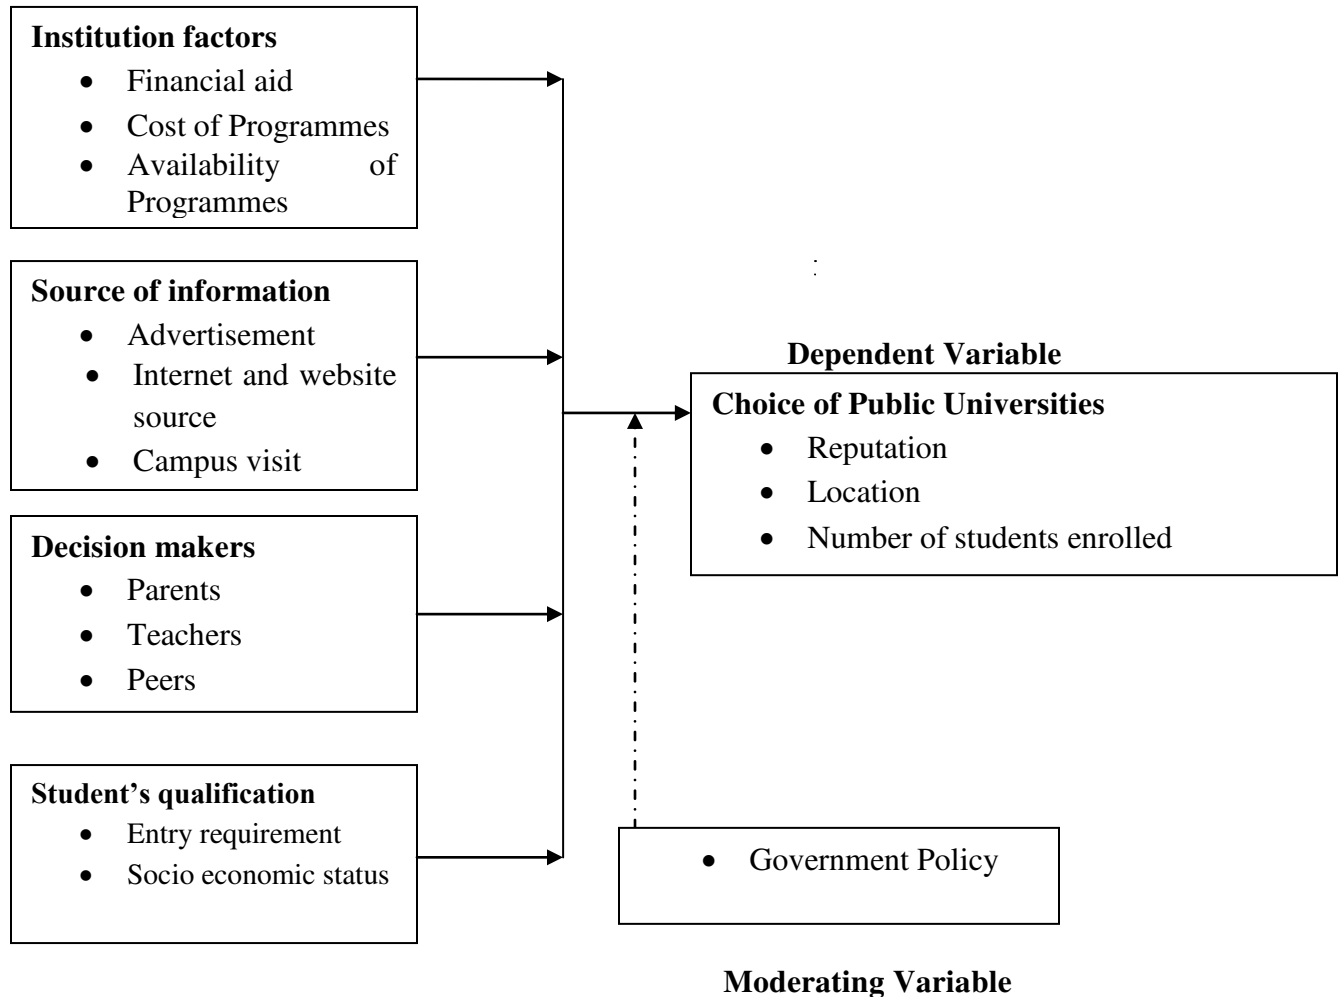 Institution factors
• Financial aid
• Cost of Programmes
• Availability of
Programmes
Source of information
• Advertisement
• Internet and website
source
• Campus visit
Decision makers
• Parents
• Teachers
• Peers
Student’s qualification
• Entry requirement
• Socio economic status
Dependent Variable
Choice of Public Universities
• Reputation
• Location
• Number of students enrolled
• Government Policy
Moderating Variable